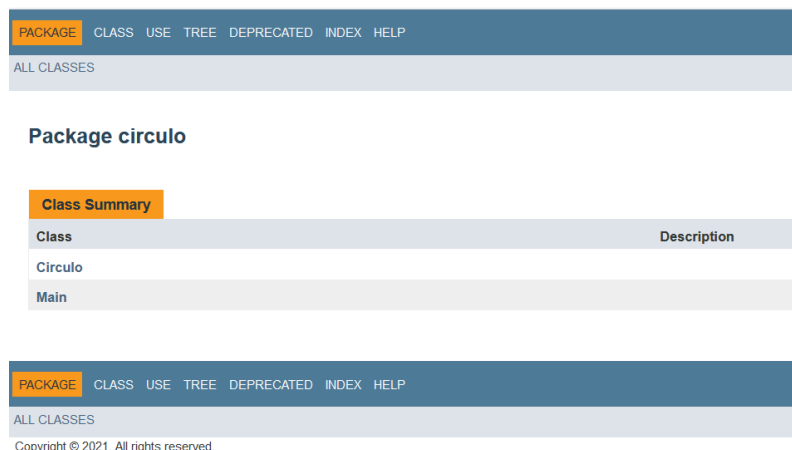 PACKAGE CLASS USE TREE DEPRECATED INDEX HELP
ALL CLASSES
Package circulo
Class Summary
Class Description
Circulo
Main
PACKAGE CLASS USE TREE DEPRECATED INDEX HELP
ALL CLASSES
Copyright © 2021. All rights reserved.